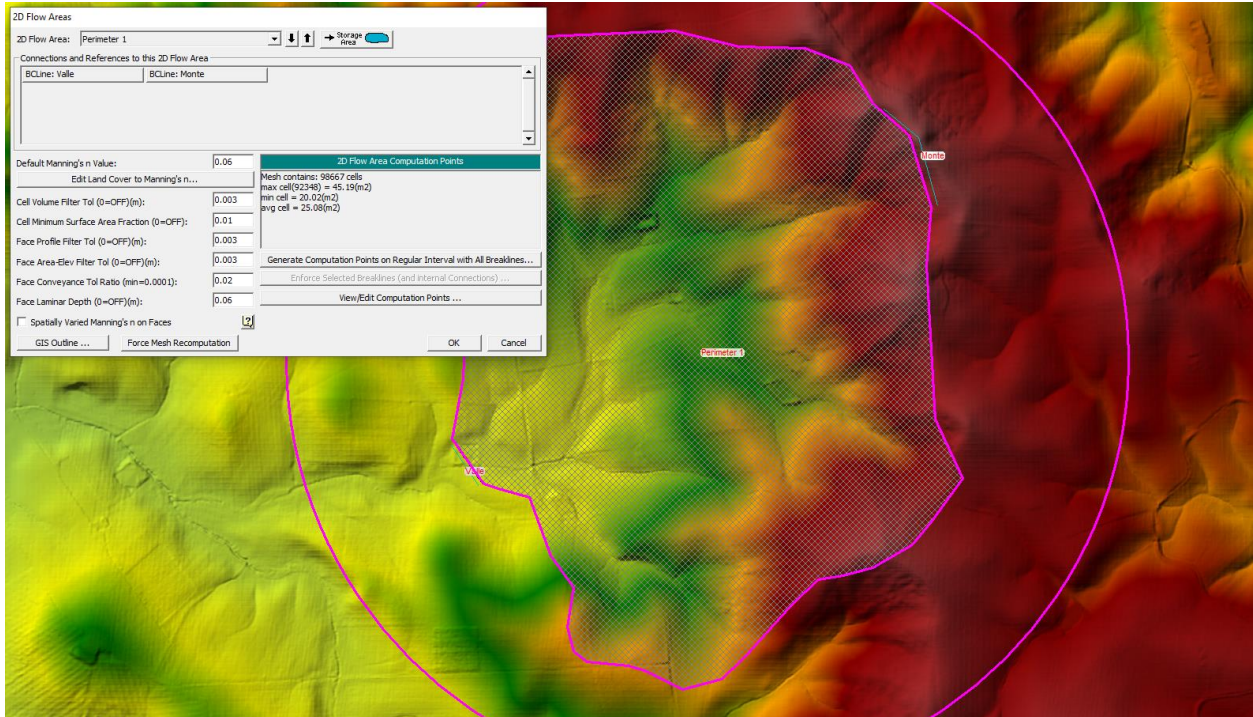 2D Flow Areas
2D Flow Area: Perimeter 1 Storage Area
Connections and References to this 2D Flow Area
BCLine: Valle BCLine: Monte
Default Manning's n Value: 0.06
Edit Land Cover to Manning's n...
Cell Volume Filter Tol (0=OFF)(m): 0.003
Cell Minimum Surface Area Fraction (0=OFF): 0.01
Face Profile Filter Tol (0=OFF)(m): 0.003
Face Area-Elev Filter Tol (0=OFF)(m): 0.003
Face Conveyance Tol Ratio (min=0.0001): 0.02
Face Laminar Depth (0=OFF)(m): 0.06
Spatially Varied Manning's n on Faces ?
GIS Outline ... Force Mesh Recomputation
2D Flow Area Computation Points
Mesh contains: 98667 cells
max cell(92348) = 45.19(m2)
min cell = 20.02(m2)
avg cell = 25.08(m2)
Generate Computation Points on Regular Interval with All Breaklines...
Enforce Selected Breaklines (and internal Connections) ...
View/Edit Computation Points ...
OK Cancel
Monte
Perimeter 1
Valle